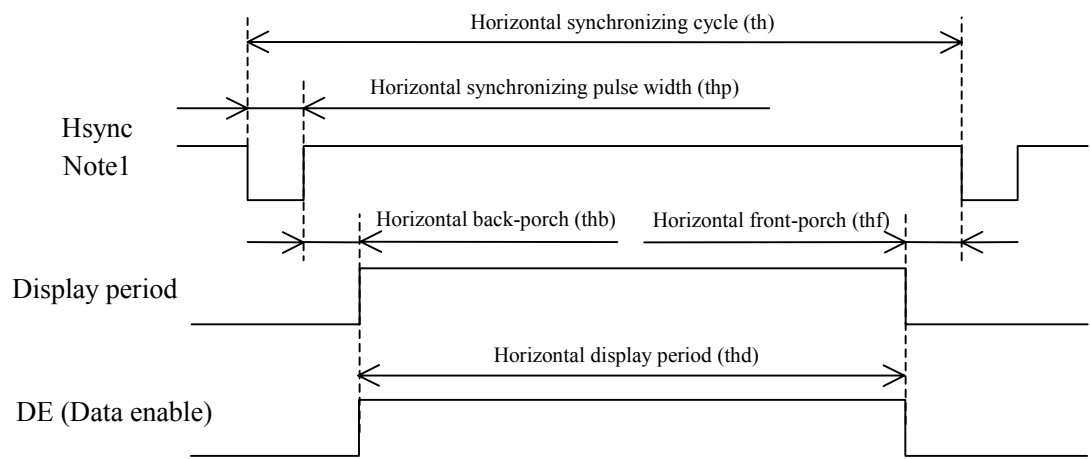 Horizontal synchronizing cycle (th)
Horizontal synchronizing pulse width (thp)
Hsync
Note1
Horizontal back-porch (thb)
Horizontal front-porch (thf)
Display period
Horizontal display period (thd)
DE (Data enable)